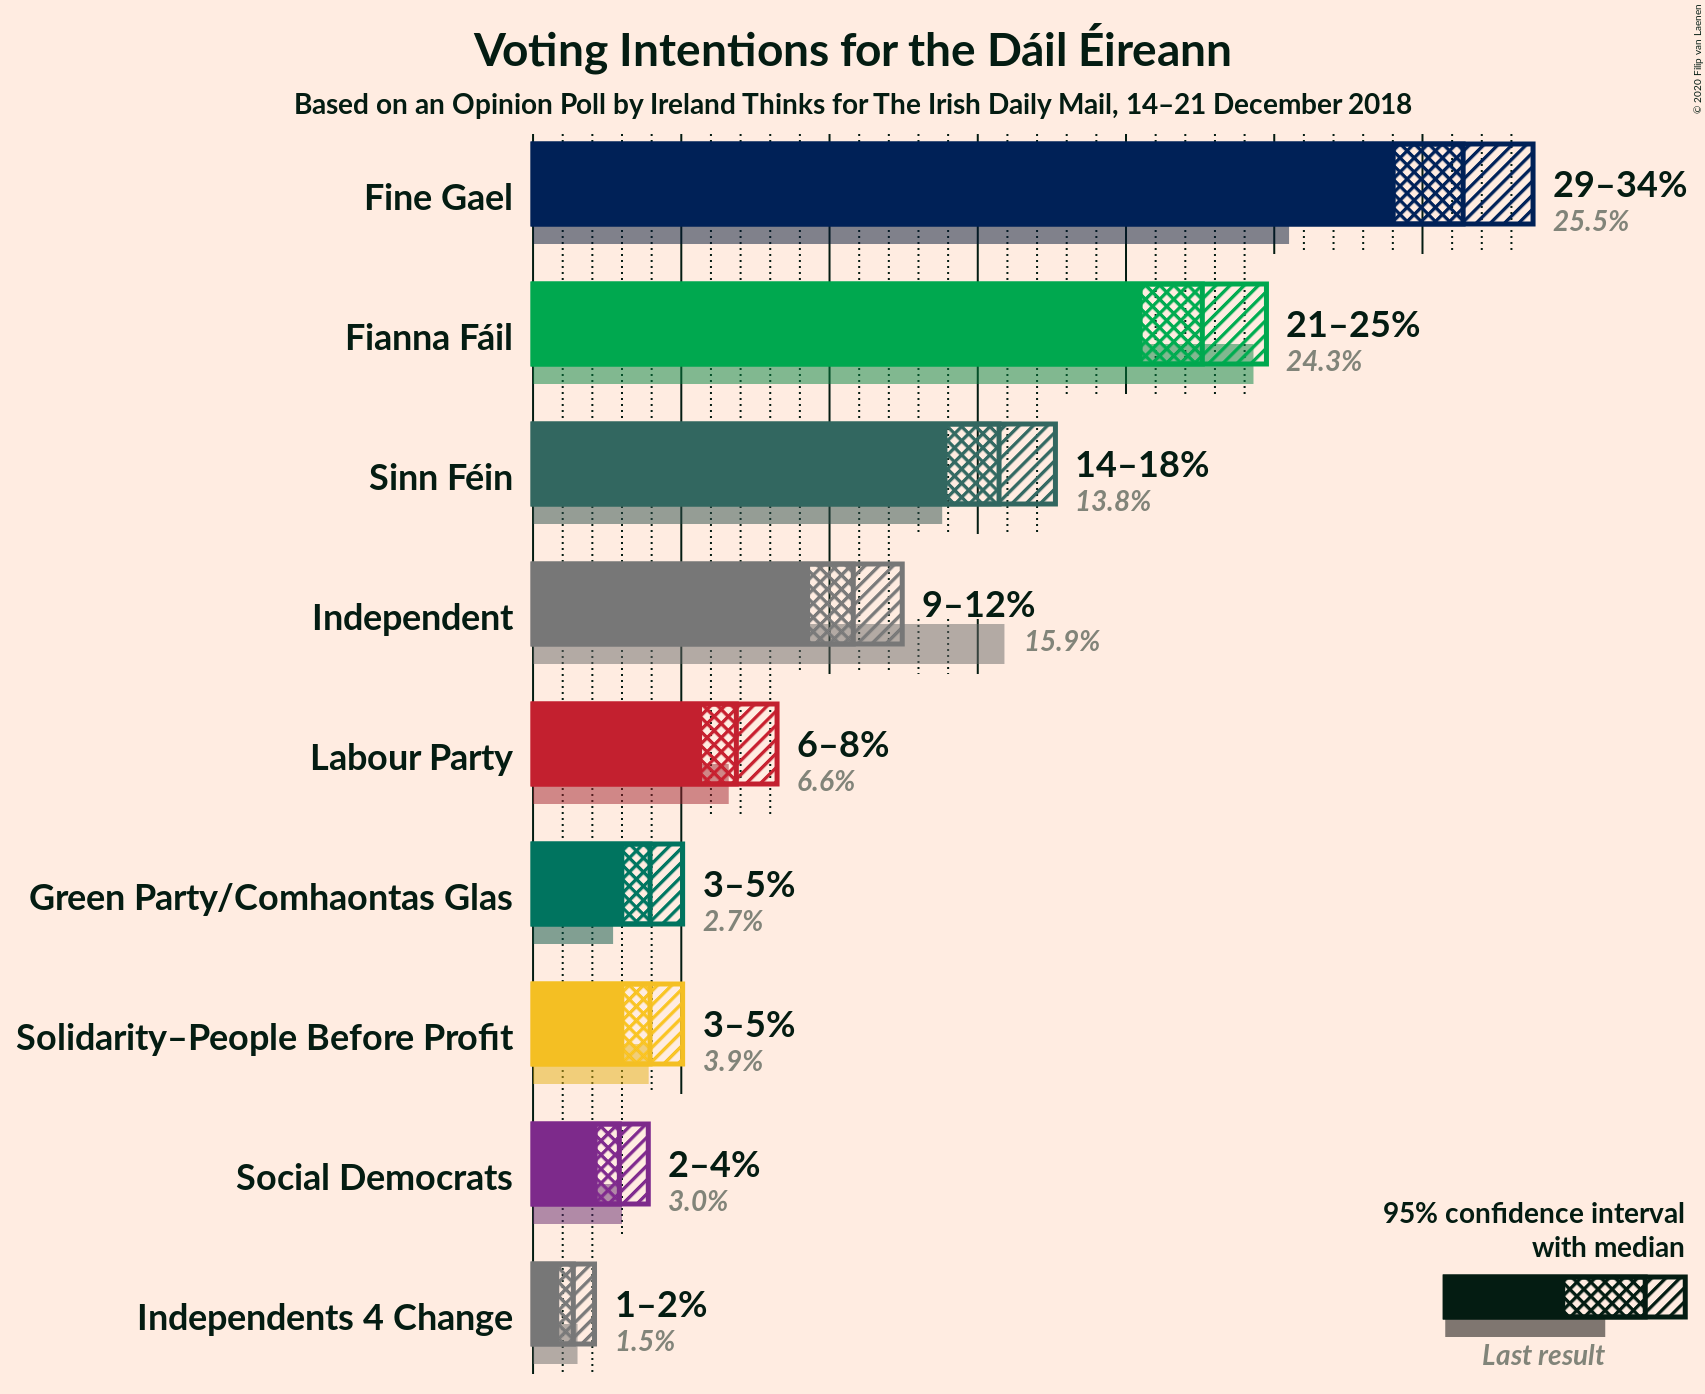 Voting Intentions for the Dáil Éireann
Based on an Opinion Poll by Ireland Thinks for The Irish Daily Mail, 14–21 December 2018
© 2020 Filip van Laenen
Fine Gael
29–34%
25.5%
Fianna Fáil
21–25%
24.3%
Sinn Féin
14–18%
13.8%
Independent
9–12%
15.9%
Labour Party
6–8%
6.6%
Green Party/Comhaontas Glas
3–5%
2.7%
Solidarity–People Before Profit
3–5%
3.9%
Social Democrats
2–4%
3.0%
Independents 4 Change
1–2%
1.5%
95% confidence interval
with median
Last result